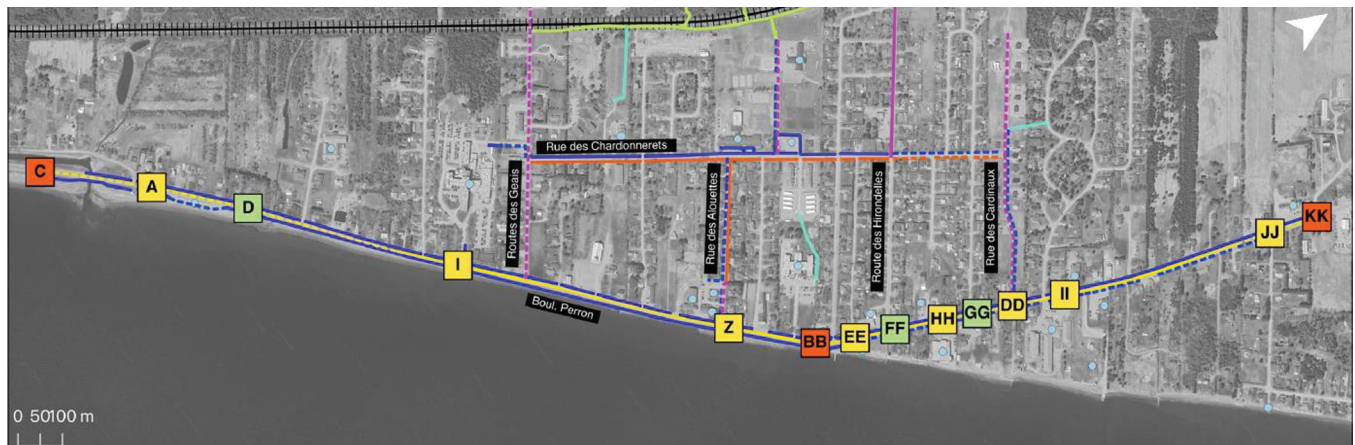 Rue des Chardonnerets
C
A
D
I
Routes des Geais
Rue des Alouettes
Route des Hirondelles
Rue des Cardinaux
Boul. Perron
Z
BB
EE
FF
HH
GG
DD
II
JJ
KK
0 50100 m